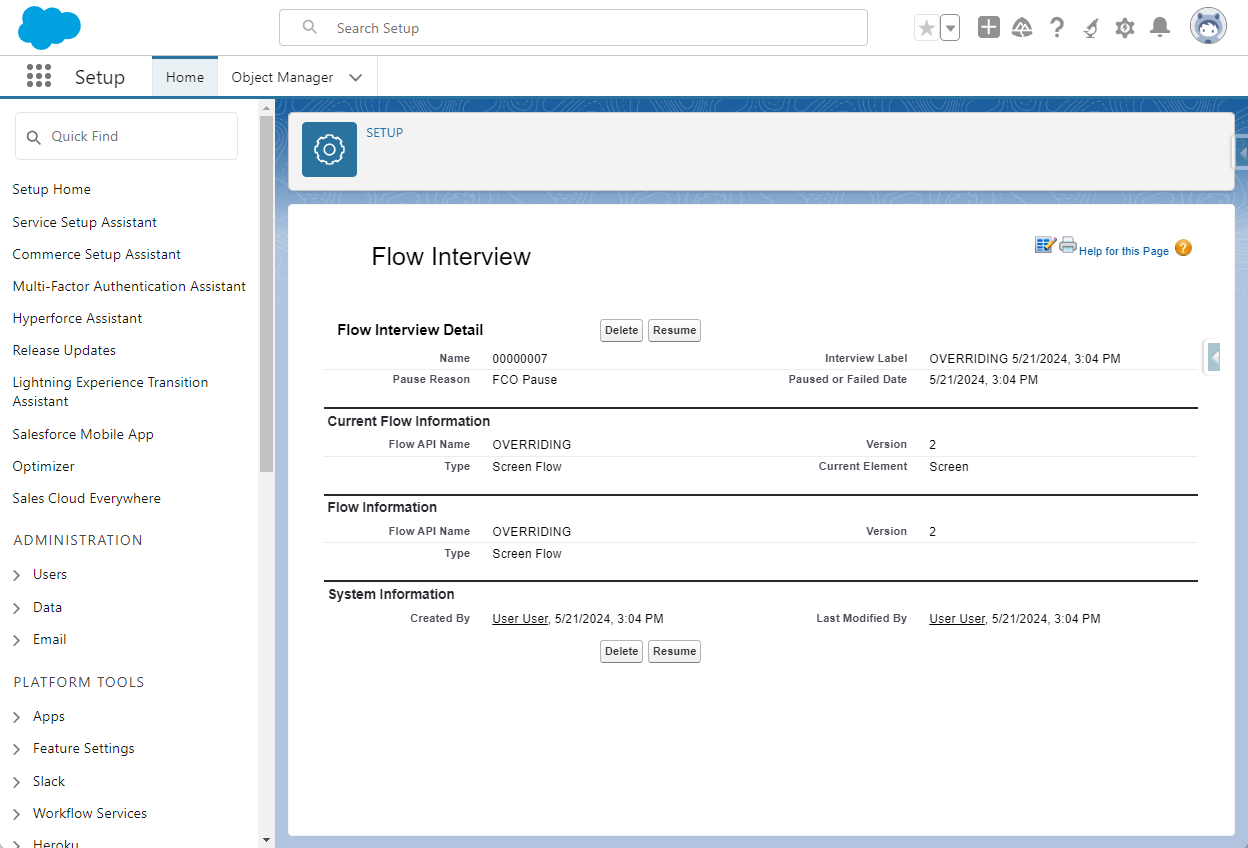 Search Setup
Setup
Home
Object Manager
Quick Find
Setup Home
Service Setup Assistant
Commerce Setup Assistant
Multi-Factor Authentication Assistant
Hyperforce Assistant
Release Updates
Lightning Experience Transition
Assistant
Salesforce Mobile App
Optimizer
Sales Cloud Everywhere
ADMINISTRATION
Users
Data
Email
PLATFORM TOOLS
Apps
Feature Settings
Slack
Workflow Services
Heroku
SETUP
Flow Interview
Help for this Page ?
Flow Interview Detail Delete Resume
Name 00000007 Interview Label OVERRIDING 5/21/2024, 3:04 PM
Pause Reason FCO Pause Paused or Failed Date 5/21/2024, 3:04 PM
Current Flow Information
Flow API Name OVERRIDING Version 2
Type Screen Flow Current Element Screen
Flow Information
Flow API Name OVERRIDING Version 2
Type Screen Flow
System Information
Created By User User, 5/21/2024, 3:04 PM Last Modified By User User, 5/21/2024, 3:04 PM
Delete Resume